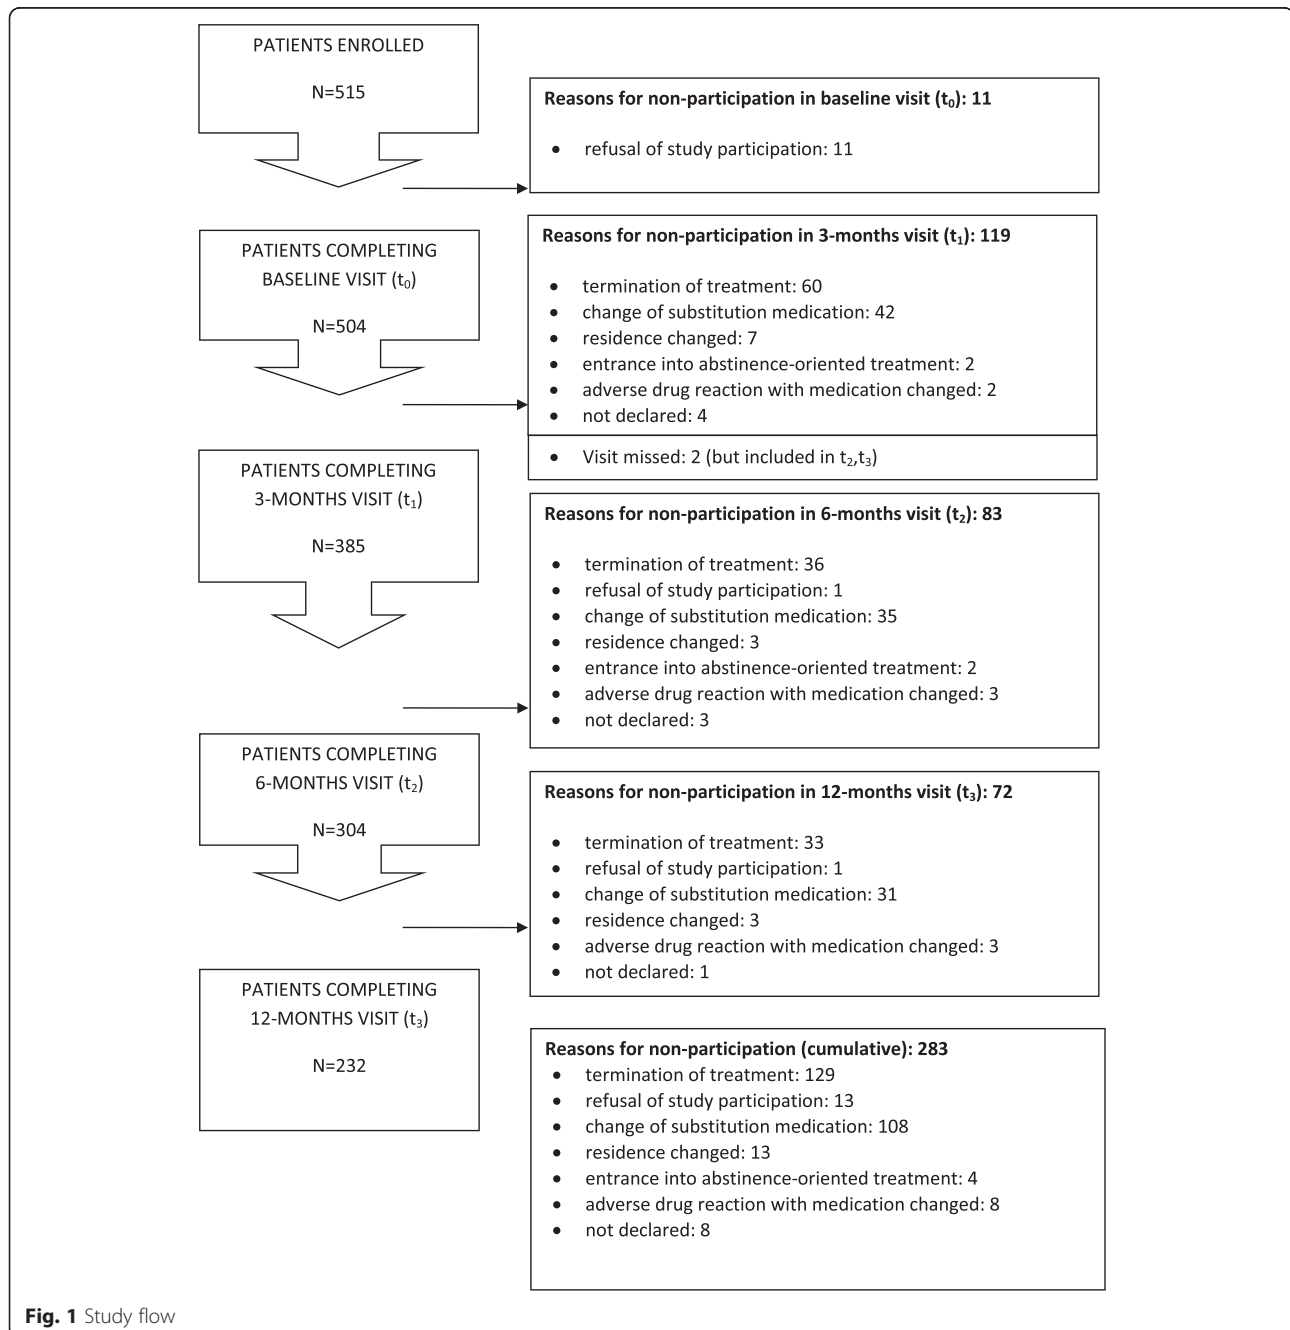 PATIENTS ENROLLED
N=515
Reasons for non-participation in baseline visit (t₀): 11
• refusal of study participation: 11
PATIENTS COMPLETING
BASELINE VISIT (t₀)
N=504
Reasons for non-participation in 3-months visit (t₁): 119
• termination of treatment: 60
• change of substitution medication: 42
• residence changed: 7
• entrance into abstinence-oriented treatment: 2
• adverse drug reaction with medication changed: 2
• not declared: 4
• Visit missed: 2 (but included in t₂,t₃)
PATIENTS COMPLETING
3-MONTHS VISIT (t₁)
N=385
Reasons for non-participation in 6-months visit (t₂): 83
• termination of treatment: 36
• refusal of study participation: 1
• change of substitution medication: 35
• residence changed: 3
• entrance into abstinence-oriented treatment: 2
• adverse drug reaction with medication changed: 3
• not declared: 3
PATIENTS COMPLETING
6-MONTHS VISIT (t₂)
N=304
Reasons for non-participation in 12-months visit (t₃): 72
• termination of treatment: 33
• refusal of study participation: 1
• change of substitution medication: 31
• residence changed: 3
• adverse drug reaction with medication changed: 3
• not declared: 1
PATIENTS COMPLETING
12-MONTHS VISIT (t₃)
N=232
Reasons for non-participation (cumulative): 283
• termination of treatment: 129
• refusal of study participation: 13
• change of substitution medication: 108
• residence changed: 13
• entrance into abstinence-oriented treatment: 4
• adverse drug reaction with medication changed: 8
• not declared: 8
Fig. 1 Study flow